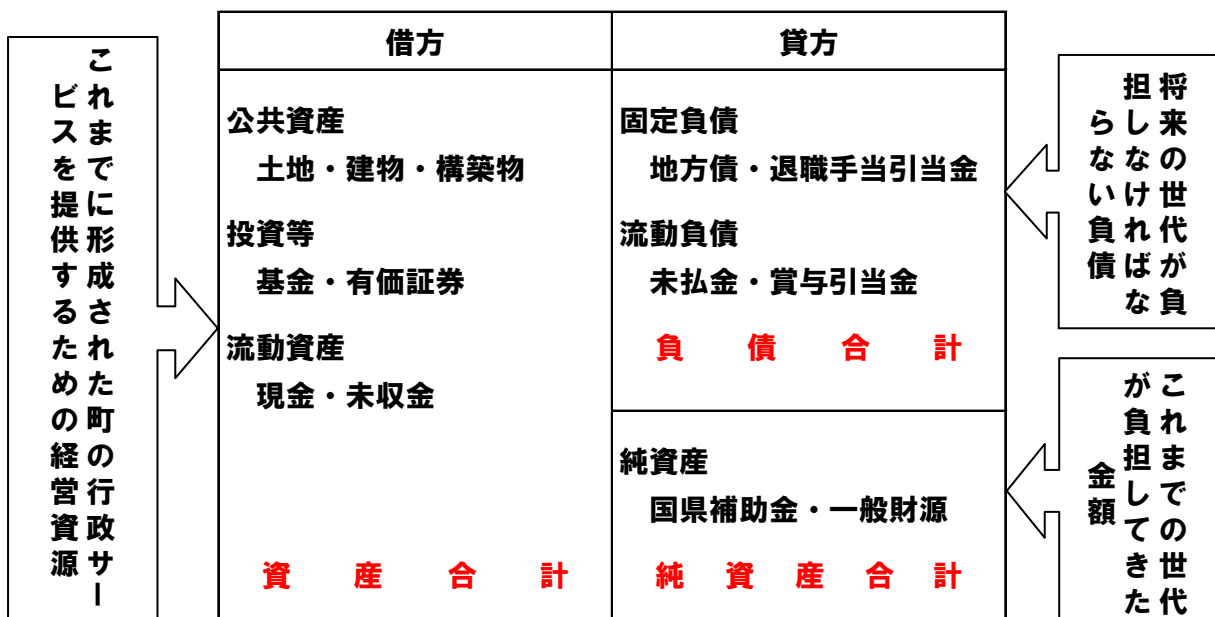 これまでに形成された町の行政サー
ビスを提供するための経営資源
借方
公共資産
土地・建物・構築物
投資等
基金・有価証券
流動資産
現金・未収金
資産合計
貸方
固定負債
地方債・退職手当引当金
流動負債
未払金・賞与引当金
負債合計
純資産
国県補助金・一般財源
純資産合計
将来の世代が負
担しなければな
らない負債
これまでの世代
が負担してきた
金額